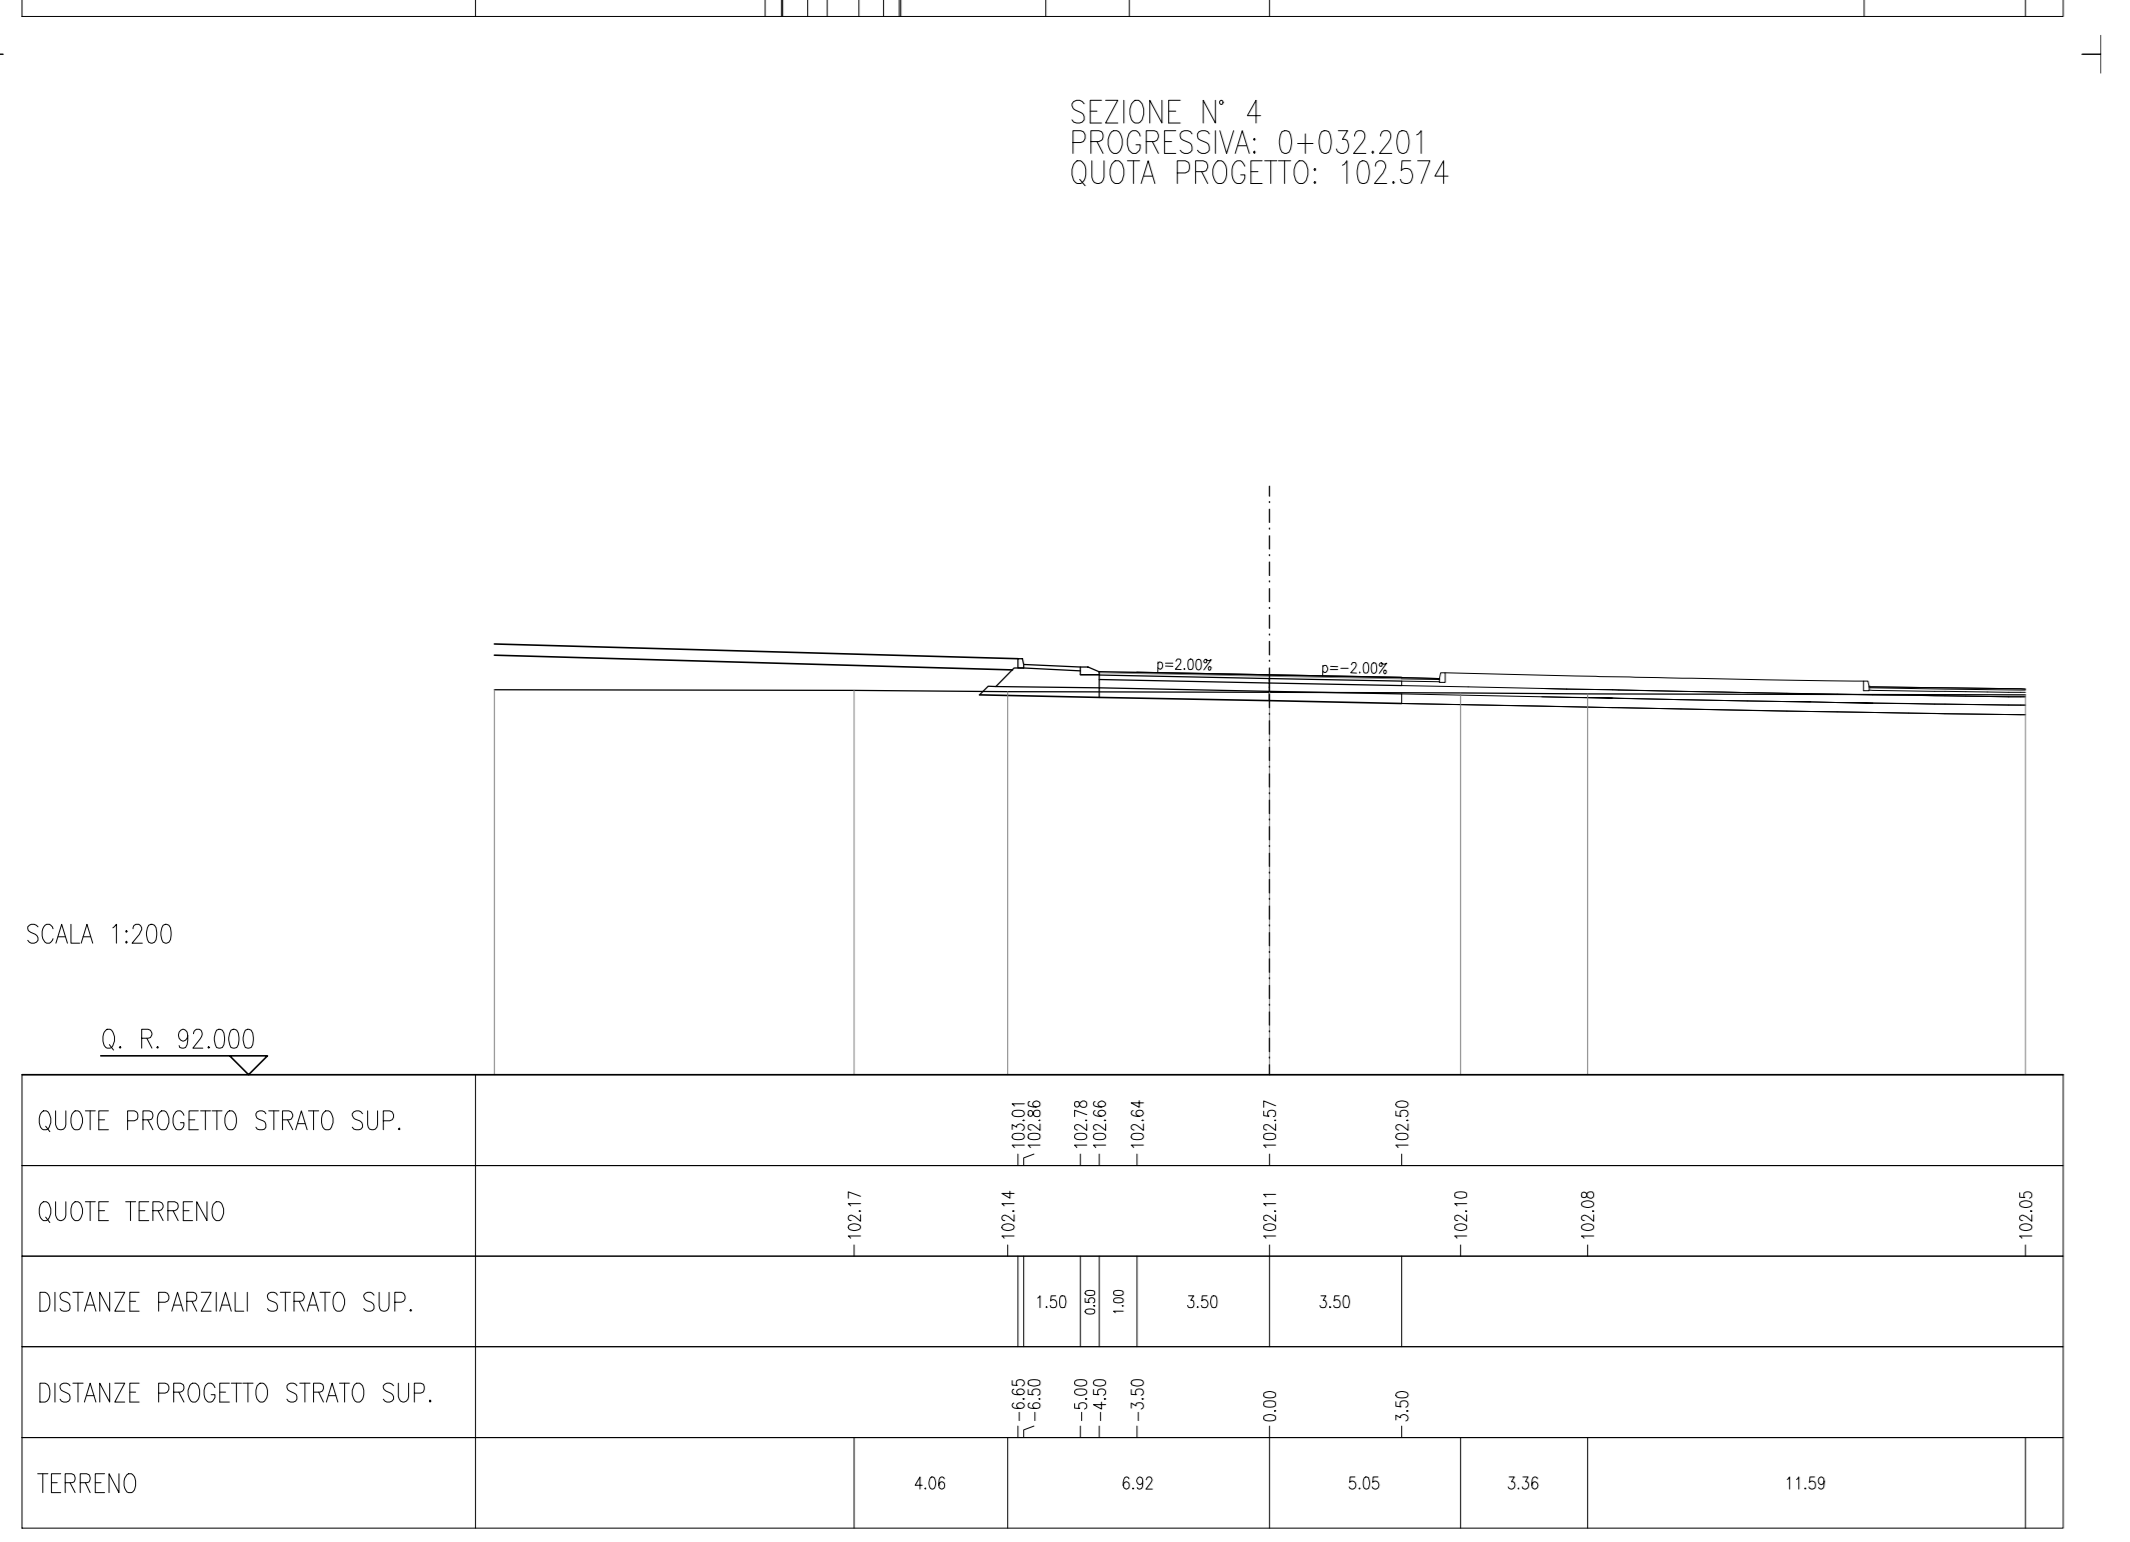 SEZIONE N° 4
PROGRESSIVA: 0+032.201
QUOTA PROGETTO: 102.574
p=2.00%
p=-2.00%
SCALA 1:200
Q. R. 92.000
QUOTE PROGETTO STRATO SUP.
103.01 102.86 102.78 102.66 102.64 102.57 102.50
QUOTE TERRENO
102.17 102.14 102.11 102.10 102.08 102.05
DISTANZE PARZIALI STRATO SUP.
1.50 0.50 1.00 3.50 3.50
DISTANZE PROGETTO STRATO SUP.
-6.65 -6.50 -5.00 -4.50 -3.50 0.00 3.50
TERRENO
4.06 6.92 5.05 3.36 11.59